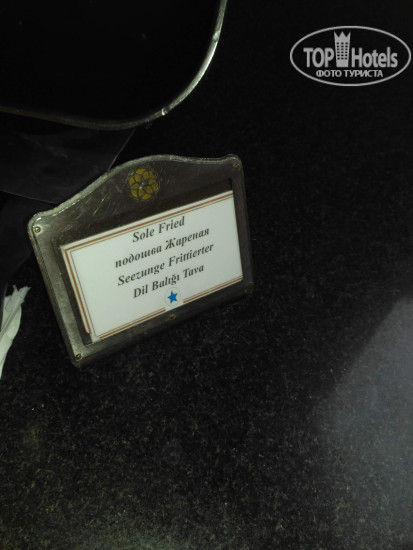 TOP Hotels
ФОТО ТУРИСТА
Sole Fried
подошва Жареная
Seezunge Frittierter
Dil Balığı Tava